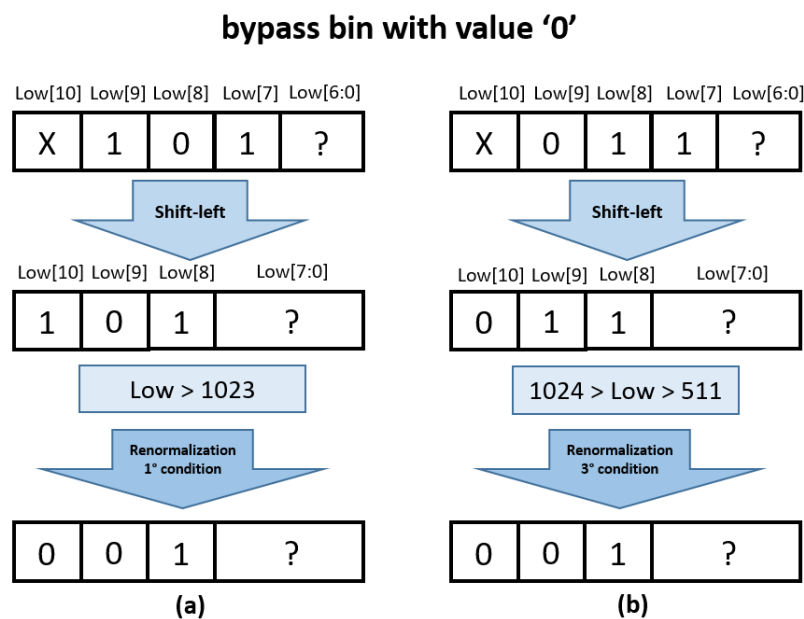 bypass bin with value ‘0’
Low[10] Low[9] Low[8] Low[7] Low[6:0]
X 1 0 1 ?
Shift-left
Low[10] Low[9] Low[8] Low[7:0]
1 0 1 ?
Low > 1023
Renormalization
1° condition
0 0 1 ?
(a)
Low[10] Low[9] Low[8] Low[7] Low[6:0]
X 0 1 1 ?
Shift-left
Low[10] Low[9] Low[8] Low[7:0]
0 1 1 ?
1024 > Low > 511
Renormalization
3° condition
0 0 1 ?
(b)